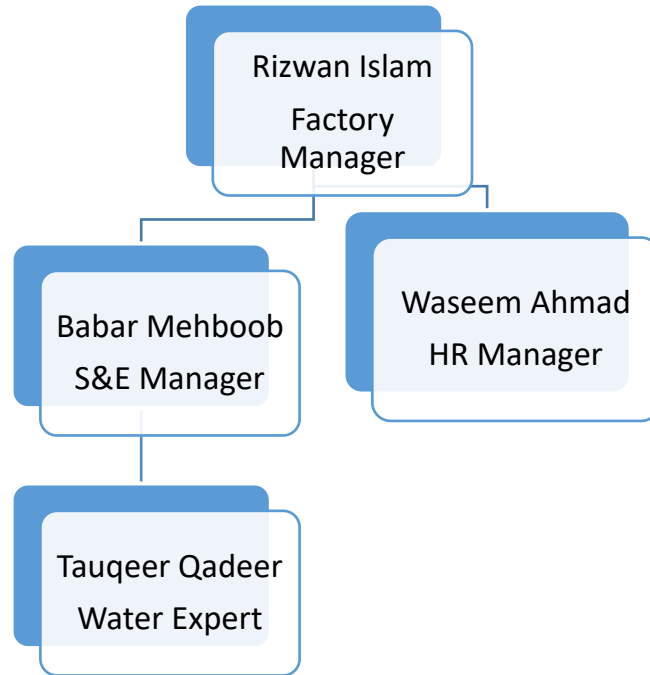 Rizwan Islam
Factory
Manager
Babar Mehboob
S&E Manager
Waseem Ahmad
HR Manager
Tauqeer Qadeer
Water Expert